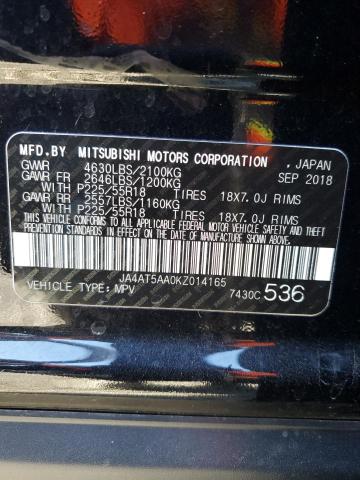 MFD.BY MITSUBISHI MOTORS CORPORATION , JAPAN
GVWR 4630LBS/2100KG SEP 2018
GAWR FR 2646LBS/1200KG
WITH P225/55R18 TIRES 18X7.0J RIMS
GAWR RR 2557LBS/1160KG
WITH P225/55R18 TIRES 18X7.0J RIMS
THIS VEHICLE CONFORMS TO ALL APPLICABLE FEDERAL MOTOR VEHICLE SAFETY AND THEFT PREVENTION STANDARDS IN EFFECT ON THE DATE OF MANUFACTURE SHOWN ABOVE.
JA4AT5AA0KZ014165
VEHICLE TYPE: MPV 7430C 536